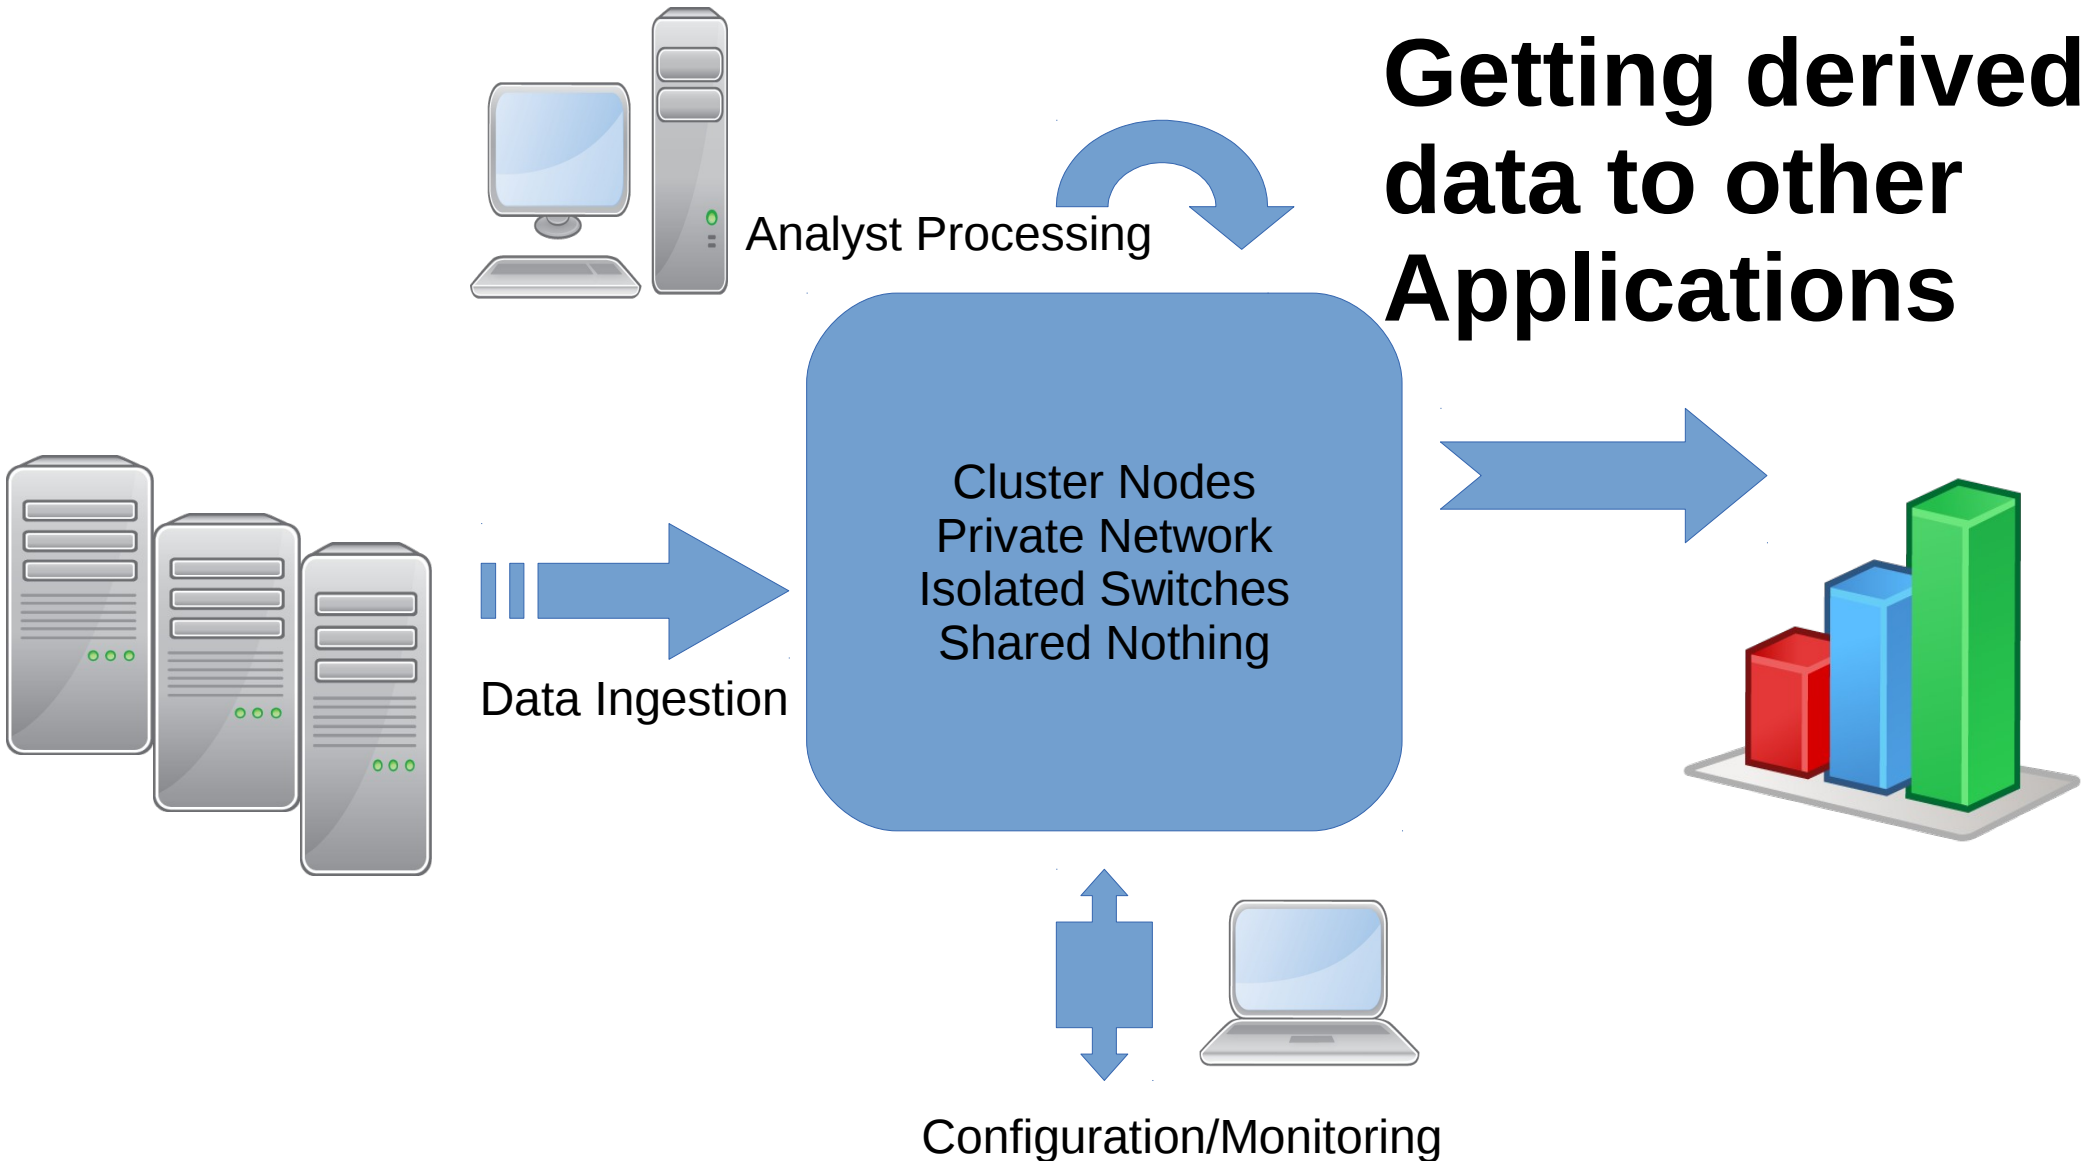 Getting derived
data to other
Applications
Analyst Processing
Cluster Nodes
Private Network
Isolated Switches
Shared Nothing
Data Ingestion
Configuration/Monitoring